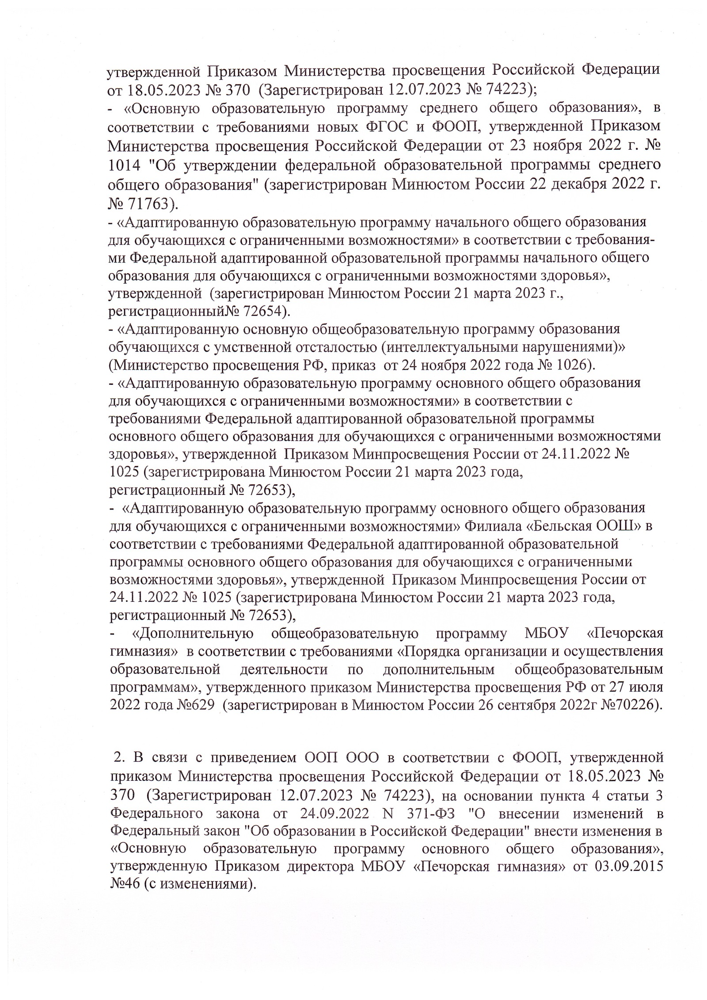 утвержденной Приказом Министерства просвещения Российской Федерации
от 18.05.2023 № 370  (Зарегистрирован 12.07.2023 № 74223);
- «Основную образовательную программу среднего общего образования», в
соответствии с требованиями новых ФГОС и ФООП, утвержденной Приказом
Министерства просвещения Российской Федерации от 23 ноября 2022 г. №
1014 "Об утверждении федеральной образовательной программы среднего
общего образования" (зарегистрирован Минюстом России 22 декабря 2022 г.
№ 71763).
- «Адаптированную образовательную программу начального общего образования
для обучающихся с ограниченными возможностями» в соответствии с требования-
ми Федеральной адаптированной образовательной программы начального общего
образования для обучающихся с ограниченными возможностями здоровья»,
утвержденной  (зарегистрирован Минюстом России 21 марта 2023 г.,
регистрационный№ 72654).
- «Адаптированную основную общеобразовательную программу образования
обучающихся с умственной отсталостью (интеллектуальными нарушениями)»
(Министерство просвещения РФ, приказ  от 24 ноября 2022 года № 1026).
- «Адаптированную образовательную программу основного общего образования
для обучающихся с ограниченными возможностями» в соответствии с
требованиями Федеральной адаптированной образовательной программы
основного общего образования для обучающихся с ограниченными возможностями
здоровья», утвержденной  Приказом Минпросвещения России от 24.11.2022 №
1025 (зарегистрирована Минюстом России 21 марта 2023 года,
регистрационный № 72653),
-  «Адаптированную образовательную программу основного общего образования
для обучающихся с ограниченными возможностями» Филиала «Бельская ООШ» в
соответствии с требованиями Федеральной адаптированной образовательной
программы основного общего образования для обучающихся с ограниченными
возможностями здоровья», утвержденной  Приказом Минпросвещения России от
24.11.2022 № 1025 (зарегистрирована Минюстом России 21 марта 2023 года,
регистрационный № 72653),
- «Дополнительную общеобразовательную программу МБОУ «Печорская
гимназия»  в соответствии с требованиями «Порядка организации и осуществления
образовательной деятельности по дополнительным общеобразовательным
программам», утвержденного приказом Министерства просвещения РФ от 27 июля
2022 года №629  (зарегистрирован в Минюстом России 26 сентября 2022г №70226).
2. В связи с приведением ООП ООО в соответствии с ФООП, утвержденной
приказом Министерства просвещения Российской Федерации от 18.05.2023 №
370  (Зарегистрирован 12.07.2023 № 74223), на основании пункта 4 статьи 3
Федерального закона от 24.09.2022 N 371-ФЗ "О внесении изменений в
Федеральный закон "Об образовании в Российской Федерации" внести изменения в
«Основную образовательную программу основного общего образования»,
утвержденную Приказом директора МБОУ «Печорская гимназия» от 03.09.2015
№46 (с изменениями).